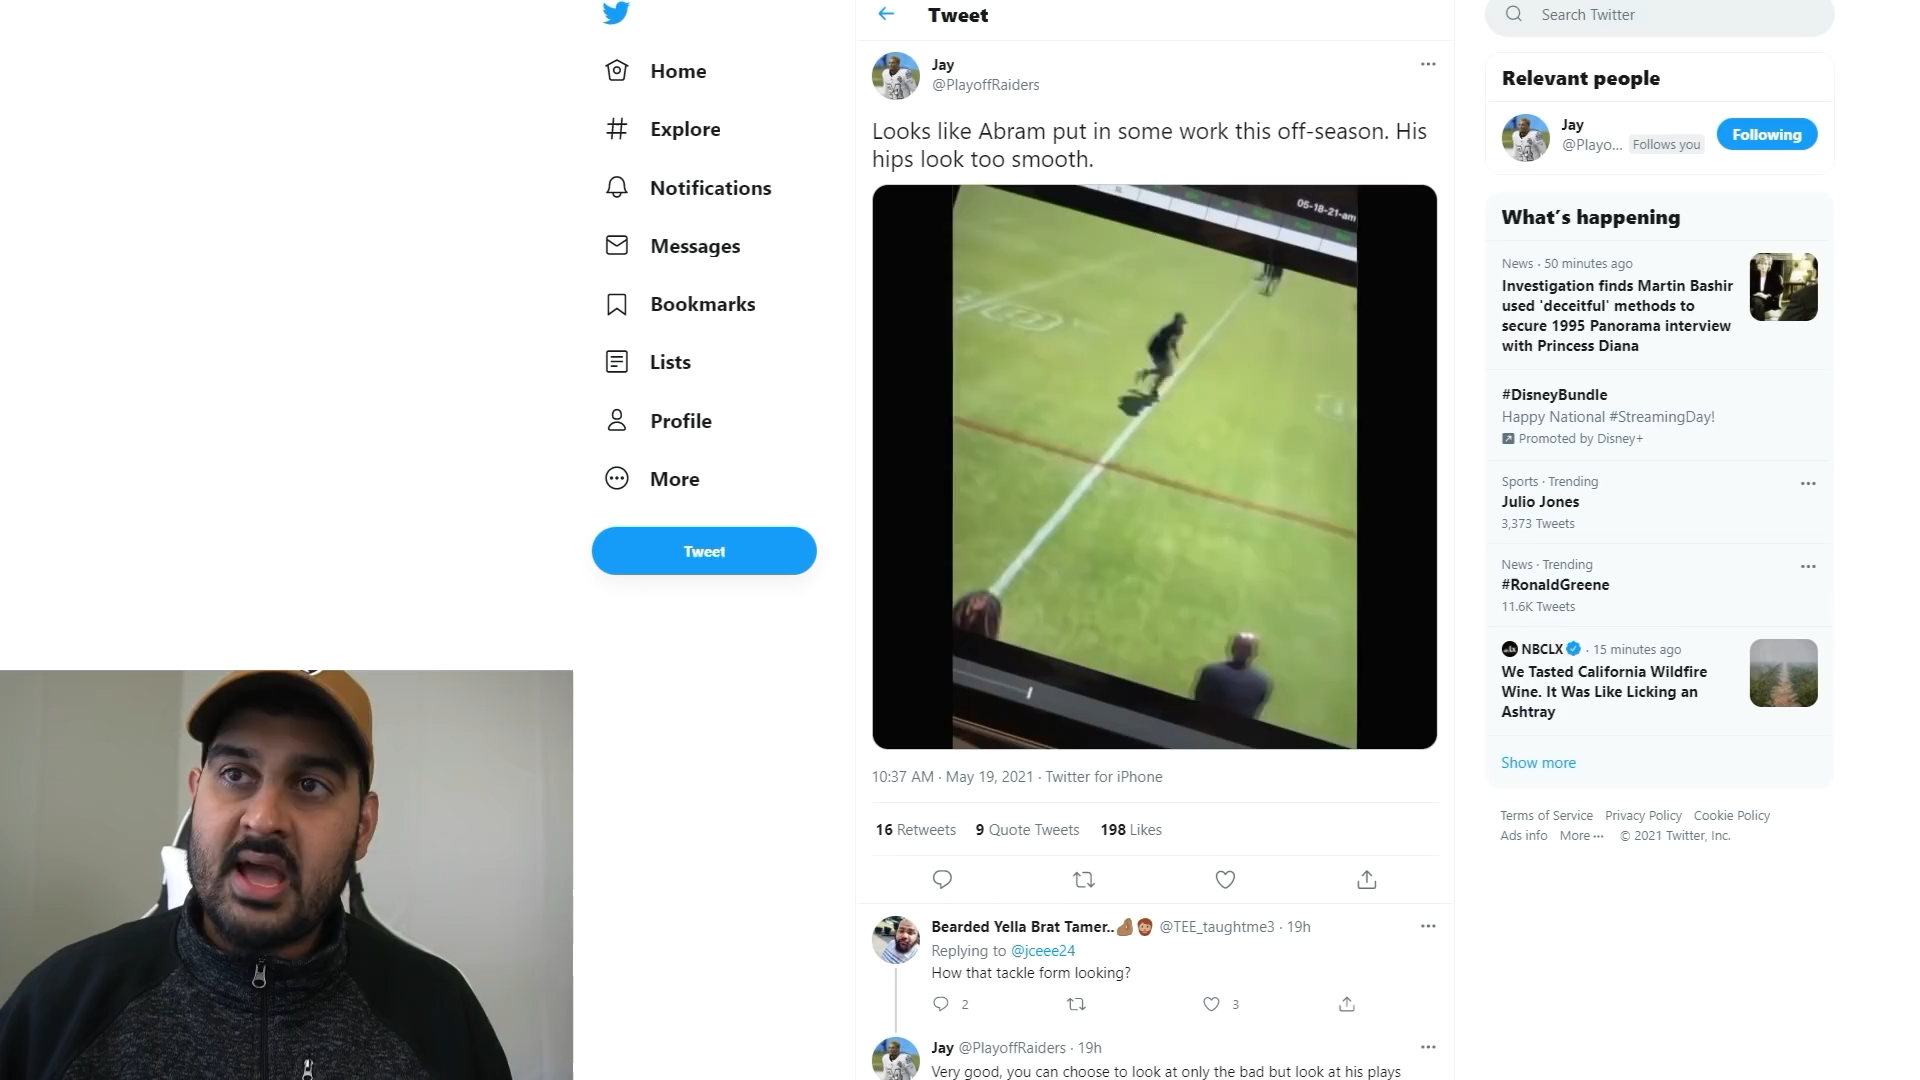 Tweet
Search Twitter
Home
Explore
Notifications
Messages
Bookmarks
Lists
Profile
More
Tweet
Jay
@PlayoffRaiders
Looks like Abram put in some work this off-season. His
hips look too smooth.
05-18-21-am
10:37 AM · May 19, 2021 · Twitter for iPhone
16 Retweets 9 Quote Tweets 198 Likes
Bearded Yella Brat Tamer.. @TEE_taughtme3 · 19h
Replying to @jceee24
How that tackle form looking?
2 3
Jay @PlayoffRaiders · 19h
Very good, you can choose to look at only the bad but look at his plays
Relevant people
Jay
@Playo... Follows you
Following
What's happening
News · 50 minutes ago
Investigation finds Martin Bashir
used 'deceitful' methods to
secure 1995 Panorama interview
with Princess Diana
#DisneyBundle
Happy National #StreamingDay!
Promoted by Disney+
Sports · Trending
Julio Jones
3,373 Tweets
News · Trending
#RonaldGreene
11.6K Tweets
NBCLX · 15 minutes ago
We Tasted California Wildfire
Wine. It Was Like Licking an
Ashtray
Show more
Terms of Service Privacy Policy Cookie Policy
Ads info More ··· © 2021 Twitter, Inc.